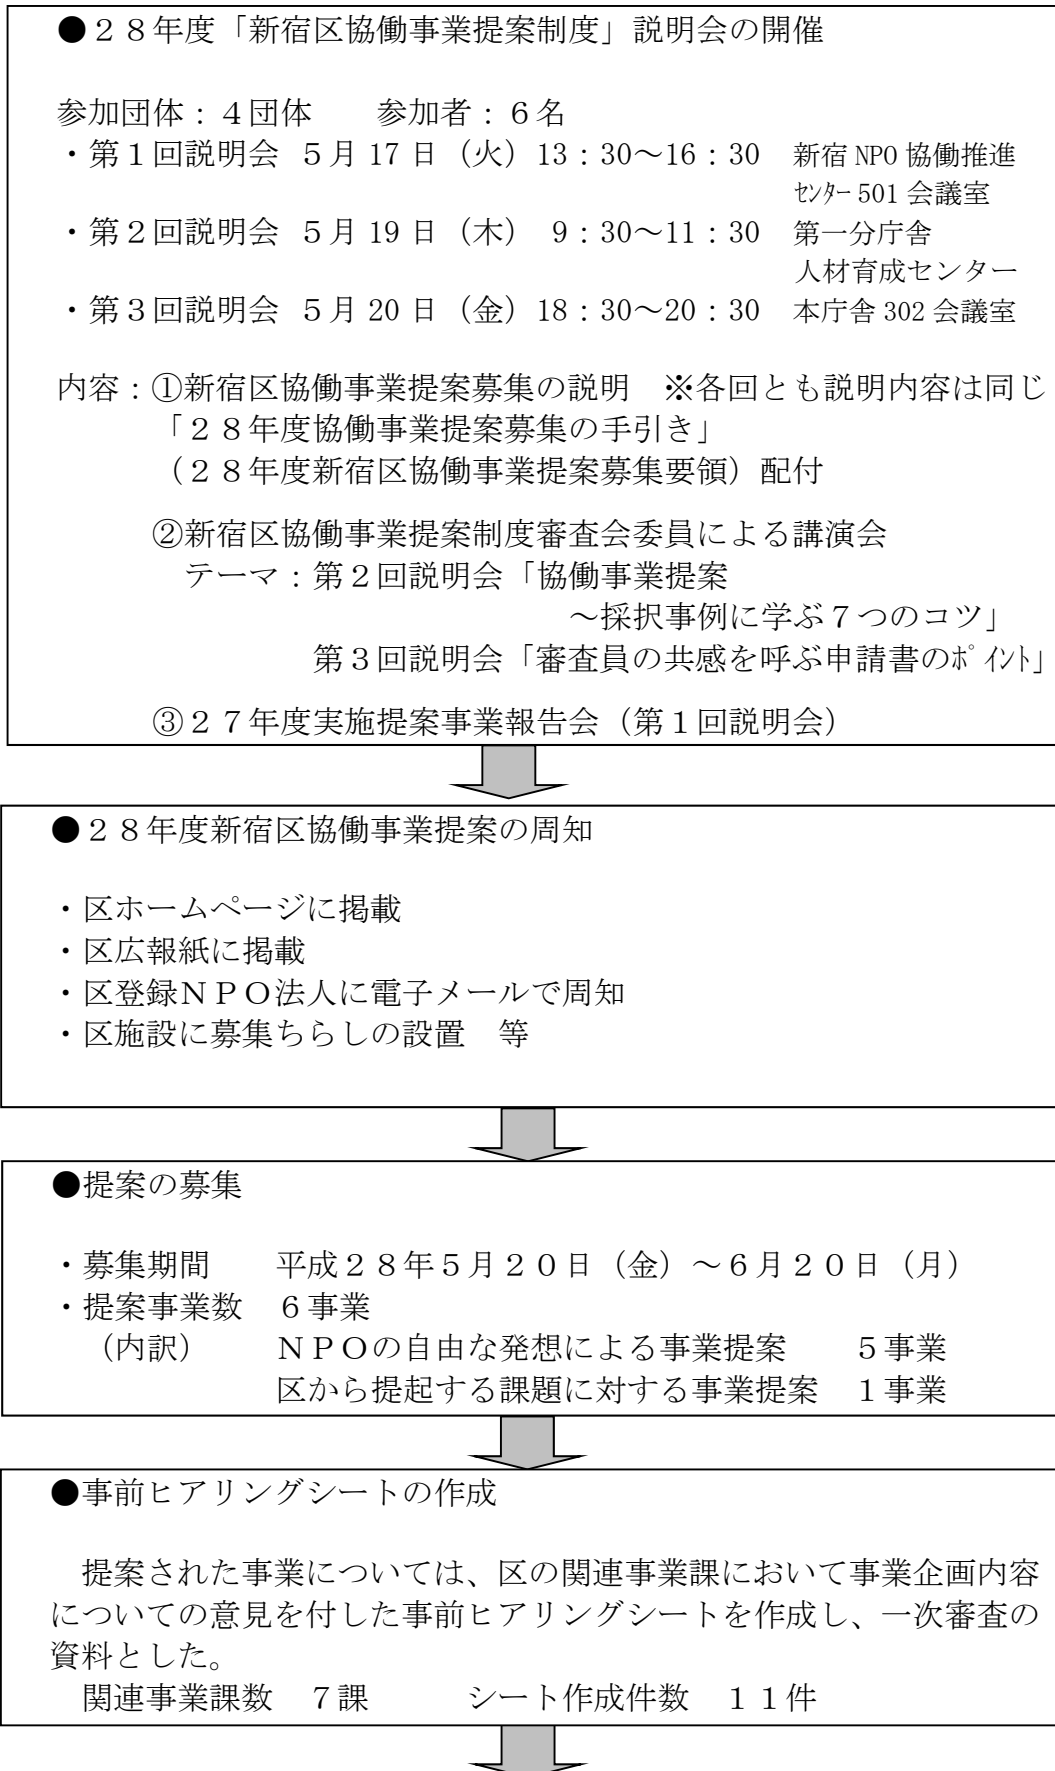 ●２８年度「新宿区協働事業提案制度」説明会の開催
参加団体：４団体　　参加者：６名
・第１回説明会 ５月 17 日（火）13：30～16：30 新宿 NPO 協働推進
ｾﾝﾀｰ 501 会議室
・第２回説明会 ５月 19 日（木） 9：30～11：30 第一分庁舎
人材育成センター
・第３回説明会 ５月 20 日（金）18：30～20：30 本庁舎 302 会議室
内容：①新宿区協働事業提案募集の説明　※各回とも説明内容は同じ
「２８年度協働事業提案募集の手引き」
（２８年度新宿区協働事業提案募集要領）配付
②新宿区協働事業提案制度審査会委員による講演会
テーマ：第２回説明会「協働事業提案
～採択事例に学ぶ７つのコツ」
第３回説明会「審査員の共感を呼ぶ申請書のﾎﾟｲﾝﾄ」
③２７年度実施提案事業報告会（第１回説明会）
●２８年度新宿区協働事業提案の周知
・区ホームページに掲載
・区広報紙に掲載
・区登録ＮＰＯ法人に電子メールで周知
・区施設に募集ちらしの設置　等
●提案の募集
・募集期間　　平成２８年５月２０日（金）～６月２０日（月）
・提案事業数　６事業
（内訳）　　ＮＰＯの自由な発想による事業提案　　５事業
区から提起する課題に対する事業提案　１事業
●事前ヒアリングシートの作成
提案された事業については、区の関連事業課において事業企画内容
についての意見を付した事前ヒアリングシートを作成し、一次審査の
資料とした。
関連事業課数　７課　　　シート作成件数　１１件